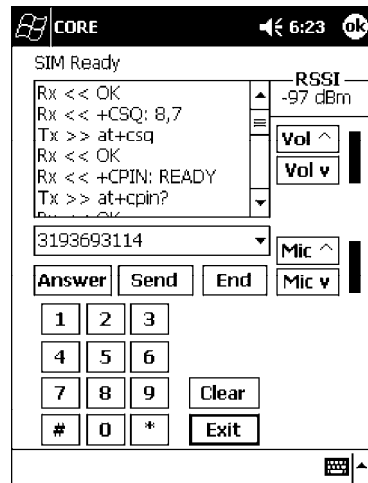 CORE 6:23 ok
SIM Ready
RSSI
-97 dBm
Rx << OK
Rx << +CSQ: 8,7
Tx >> at+csq
Rx << OK
Rx << +CPIN: READY
Tx >> at+cpin?
Rx << OK
Vol ^
Vol v
3193693114
Mic ^
Mic v
Answer Send End
1 2 3
4 5 6
7 8 9 Clear
# 0 * Exit